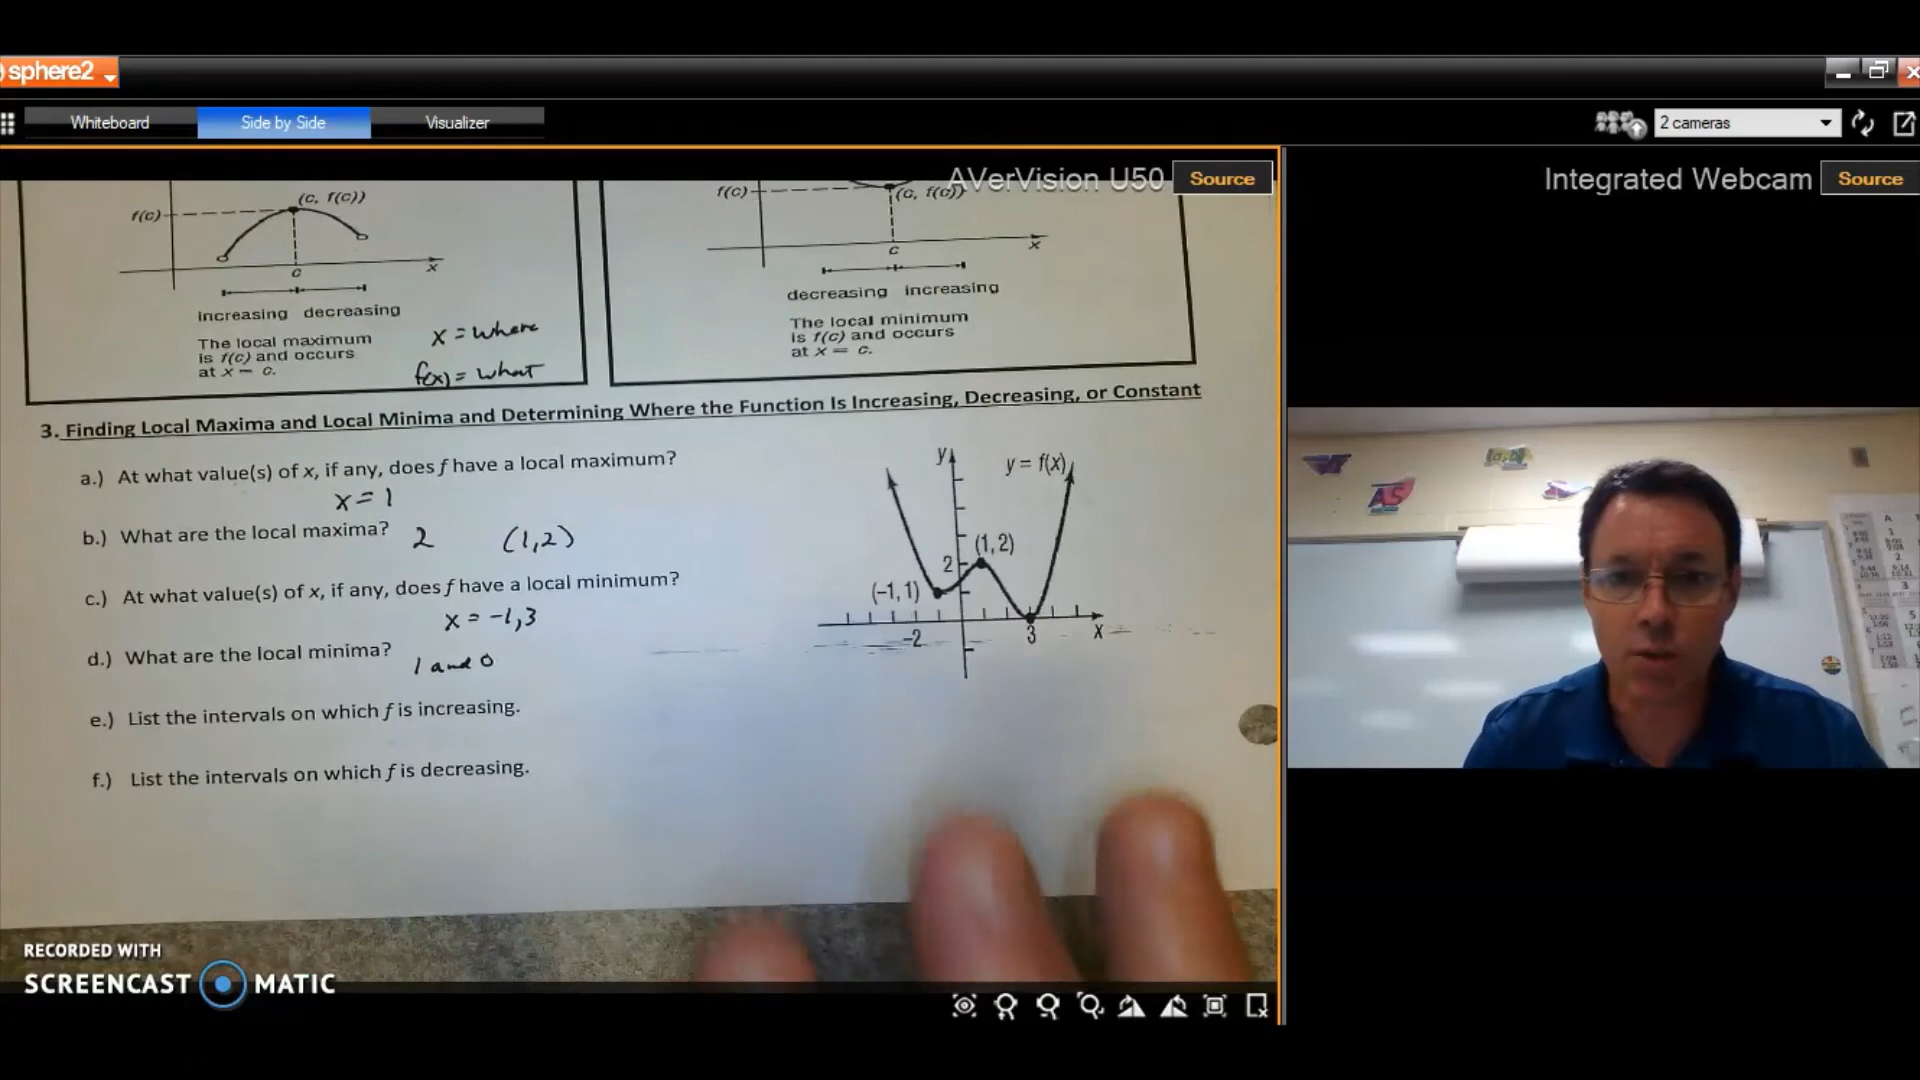 sphere2
Whiteboard
Side by Side
Visualizer
2 cameras
AVerVision U50
Source
Integrated Webcam
Source
(c, f(c))
f(c)
c
x
increasing decreasing
The local maximum
is f(c) and occurs
at x = c.
x = where
f(x) = what
f(c)
(c, f(c))
c
x
decreasing increasing
The local minimum
is f(c) and occurs
at x = c.
3. Finding Local Maxima and Local Minima and Determining Where the Function Is Increasing, Decreasing, or Constant
a.) At what value(s) of x, if any, does f have a local maximum?
x = 1
b.) What are the local maxima? 2 (1,2)
c.) At what value(s) of x, if any, does f have a local minimum?
x = -1,3
d.) What are the local minima? 1 and 0
e.) List the intervals on which f is increasing.
f.) List the intervals on which f is decreasing.
y
y = f(x)
(1, 2)
2
(-1, 1)
-2
3
x
AS
RECORDED WITH
SCREENCAST MATIC